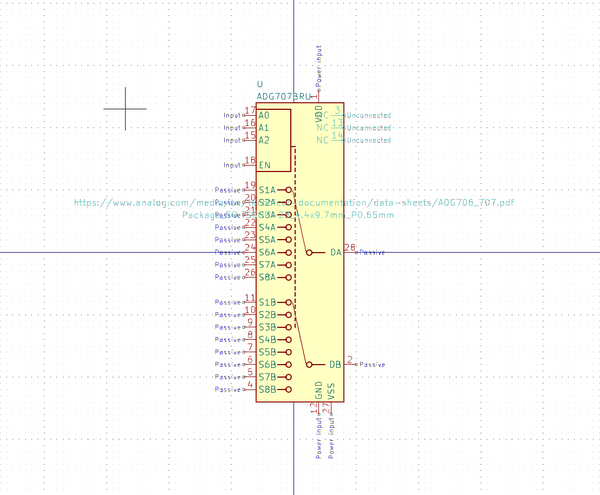 Power input
U
ADG707BRU
1
VDD
17 A0 Input
16 A1 Input
15 A2 Input
18 EN Input
NC 3 Unconnected
NC 13 Unconnected
NC 14 Unconnected
Passive 19 S1A
Passive 20 S2A
https://www.analog.com/media documentation/data-sheets/ADG706_707.pdf
Passive 21 S3A
Package 4x9.7mm_P0.65mm
Passive 22 S4A
Passive 23 S5A
Passive 24 S6A
DA 28 Passive
Passive 25 S7A
Passive 26 S8A
Passive 11 S1B
Passive 10 S2B
Passive 9 S3B
Passive 8 S4B
Passive 7 S5B
Passive 6 S6B
DB 2 Passive
Passive 5 S7B
Passive 4 S8B
GND
VSS
12
27
Power input
Power input